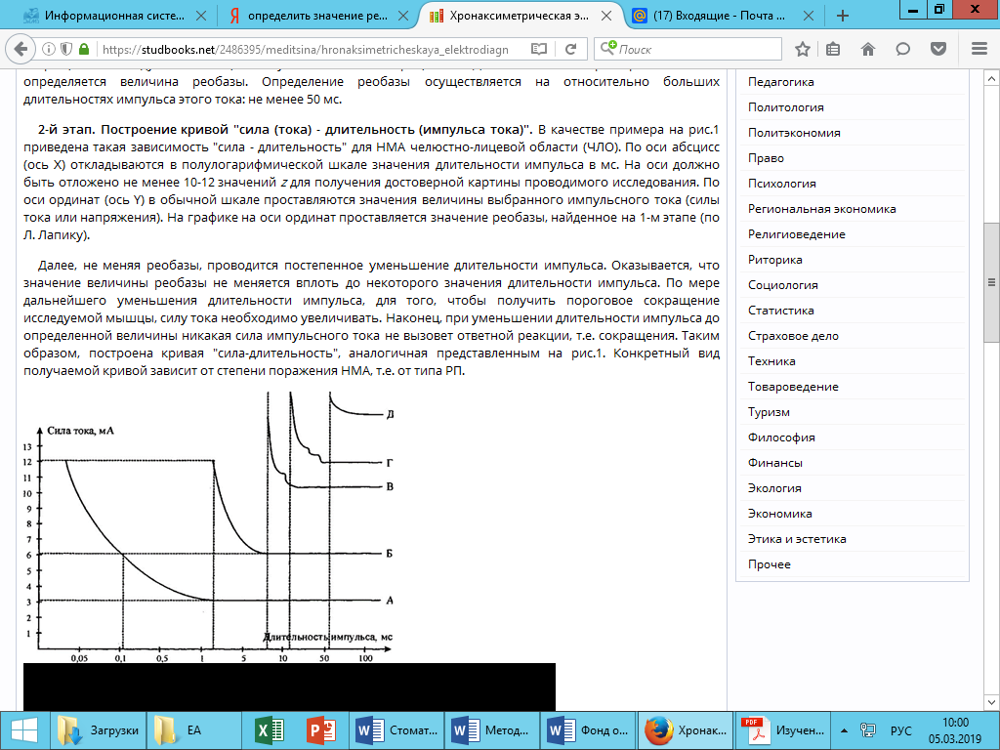 Информационная систе...
определить значение ре...
Хронаксиметрическая э...
(17) Входящие - Почта ...
https://studbooks.net/2486395/meditsina/hronaksimetricheskaya_elektrodiagn
Поиск
определяется величина реобазы. Определение реобазы осуществляется на относительно больших
длительностях импульса этого тока: не менее 50 мс.
2-й этап. Построение кривой "сила (тока) - длительность (импульса тока)". В качестве примера на рис.1
приведена такая зависимость "сила - длительность" для НМА челюстно-лицевой области (ЧЛО). По оси абсцисс
(ось X) откладываются в полулогарифмической шкале значения длительности импульса в мс. На оси должно
быть отложено не менее 10-12 значений z для получения достоверной картины проводимого исследования. По
оси ординат (ось Y) в обычной шкале проставляются значения величины выбранного импульсного тока (силы
тока или напряжения). На графике на оси ординат проставляется значение реобазы, найденное на 1-м этапе (по
Л. Лапику).
Далее, не меняя реобазы, проводится постепенное уменьшение длительности импульса. Оказывается, что
значение величины реобазы не меняется вплоть до некоторого значения длительности импульса. По мере
дальнейшего уменьшения длительности импульса, для того, чтобы получить пороговое сокращение
исследуемой мышцы, силу тока необходимо увеличивать. Наконец, при уменьшении длительности импульса до
определенной величины никакая сила импульсного тока не вызовет ответной реакции, т.е. сокращения. Таким
образом, построена кривая "сила-длительность", аналогичная представленным на рис.1. Конкретный вид
получаемой кривой зависит от степени поражения НМА, т.е. от типа РП.
Сила тока, мА
13
12
11
10
9
8
7
6
5
4
3
2
1
Д
Г
В
Б
А
Длительность импульса, мс
0,05 0,1 0,5 1 5 10 50 100
Педагогика
Политология
Политэкономия
Право
Психология
Региональная экономика
Религиоведение
Риторика
Социология
Статистика
Страховое дело
Техника
Товароведение
Туризм
Философия
Финансы
Экология
Экономика
Этика и эстетика
Прочее
Загрузки
ЕА
Стомат...
Метод...
Фонд о...
Хронак...
PDF
Изучен...
РУС
10:00
05.03.2019